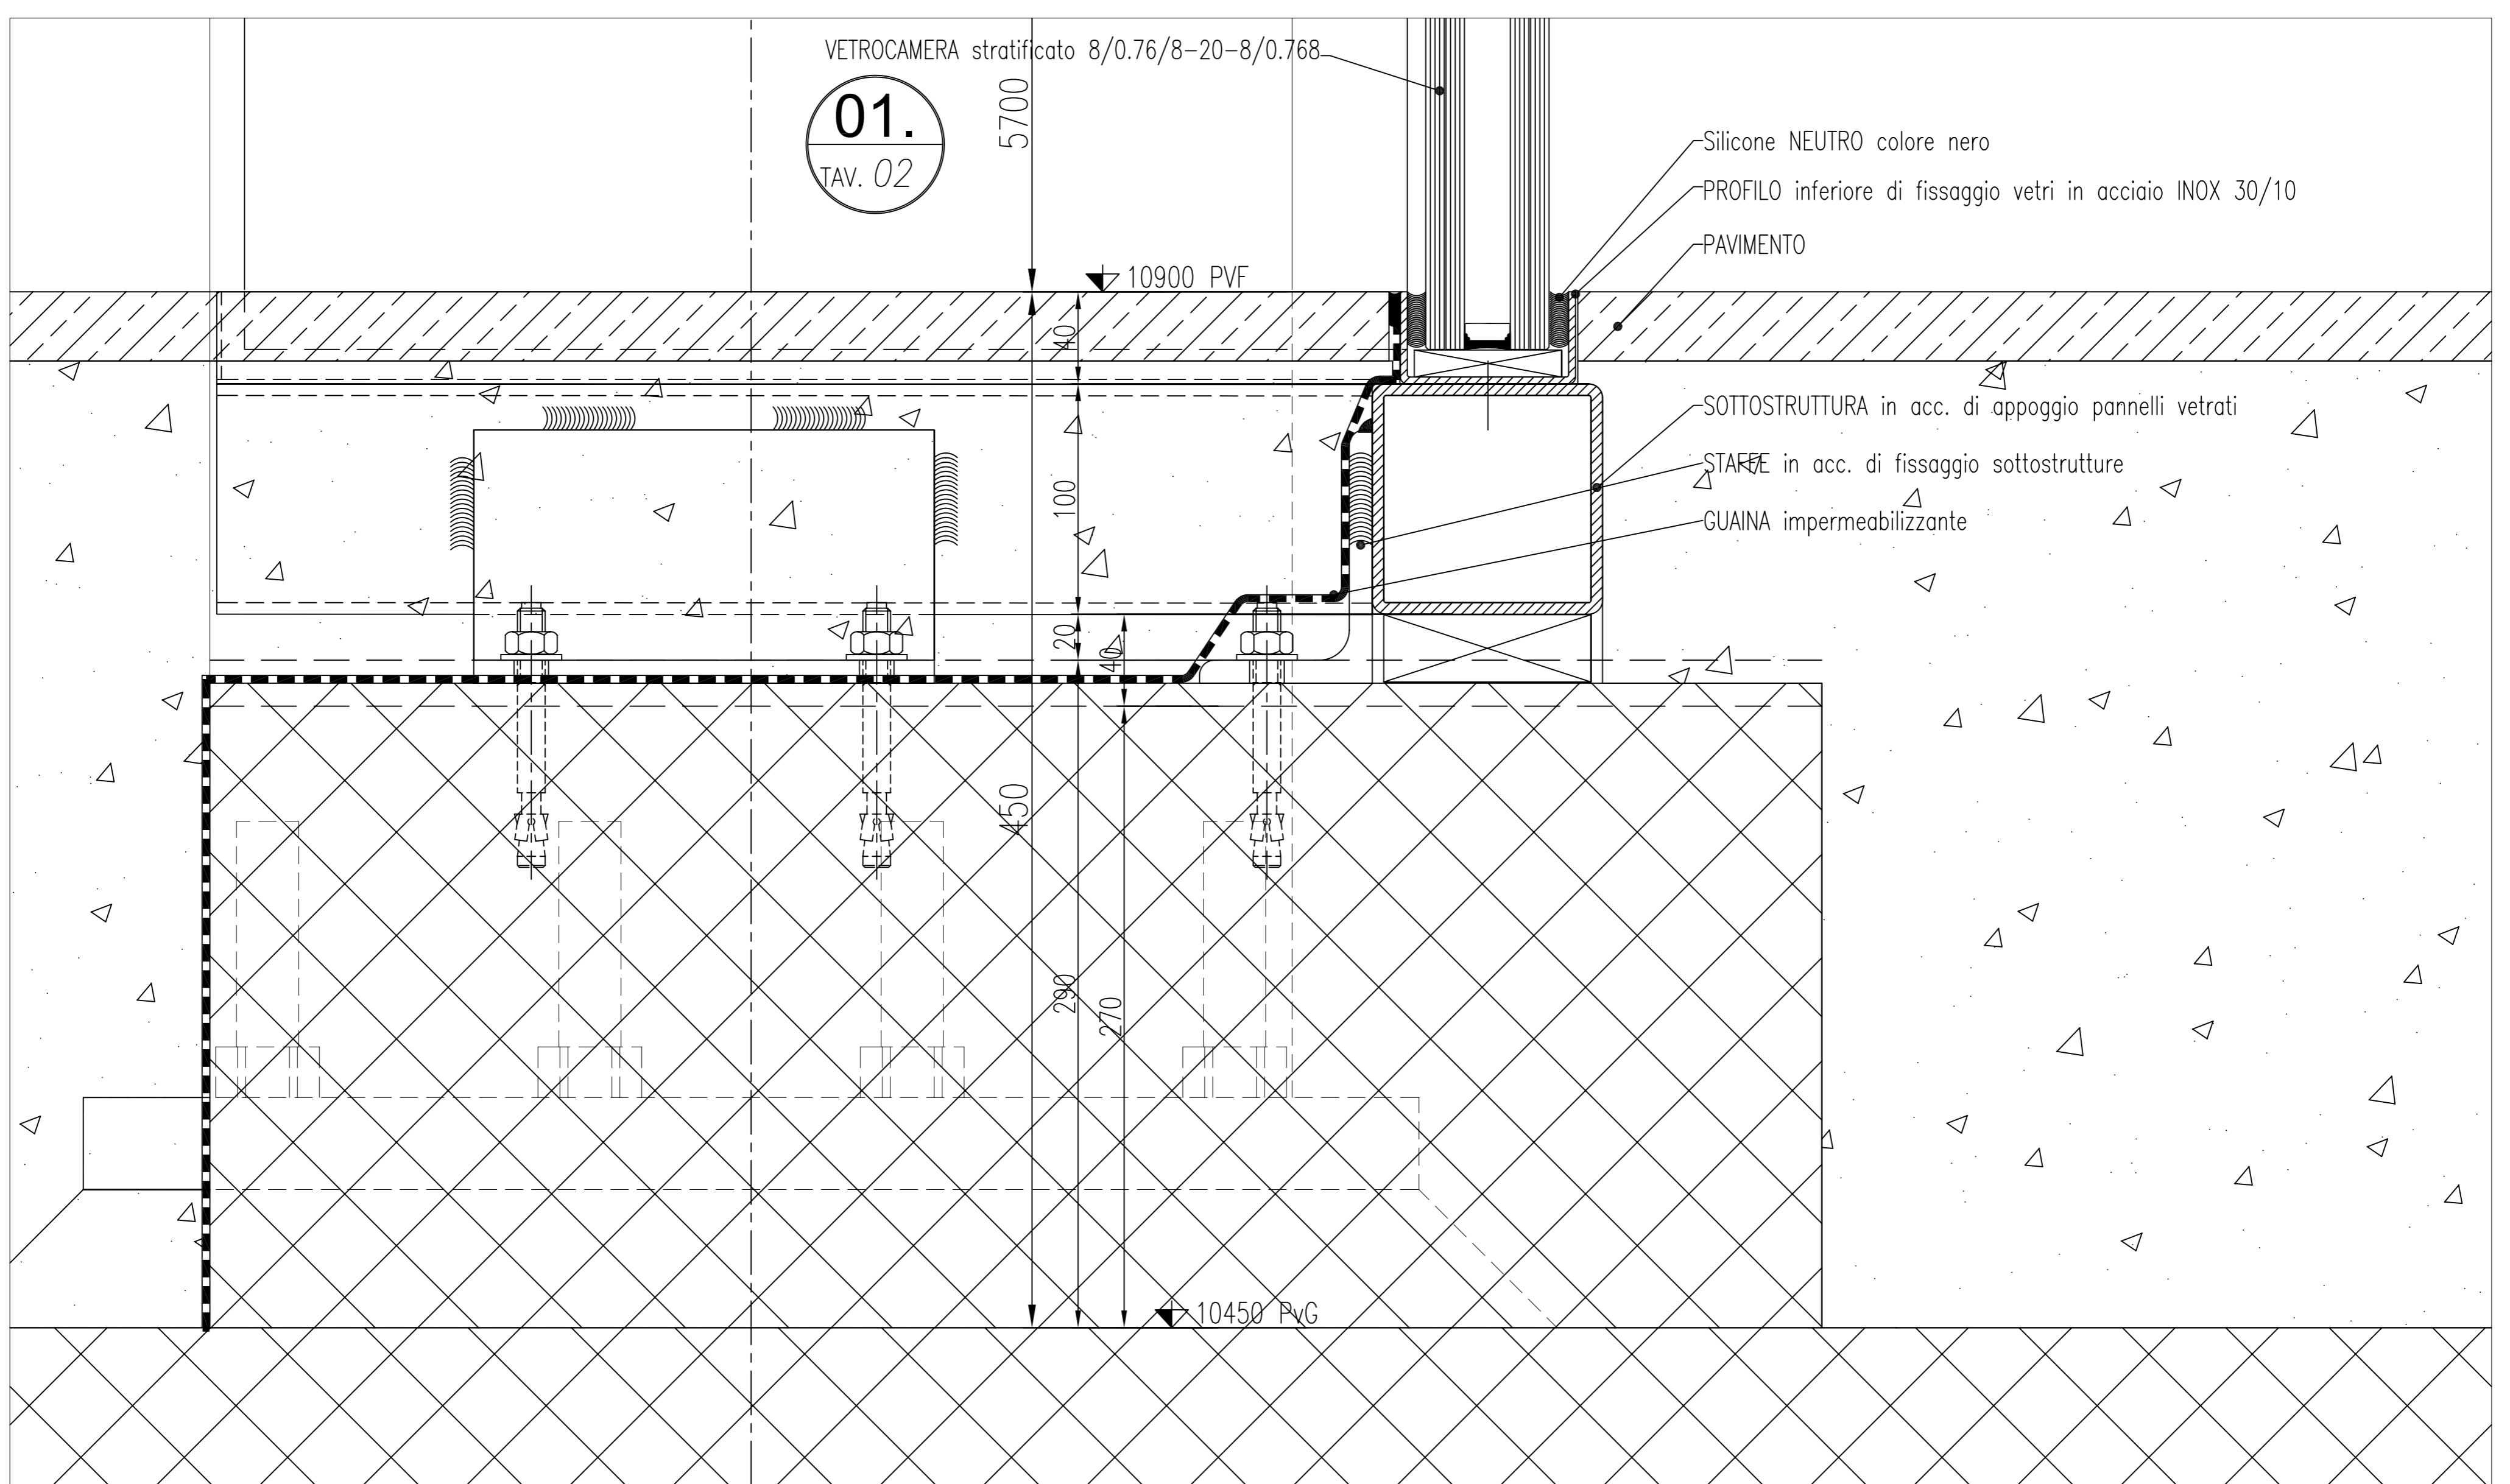 VETROCAMERA stratificato 8/0.76/8-20-8/0.768
01.
TAV. 02
5700
Silicone NEUTRO colore nero
PROFILO inferiore di fissaggio vetri in acciaio INOX 30/10
PAVIMENTO
10900 PVF
40
SOTTOSTRUTTURA in acc. di appoggio pannelli vetrati
STAFFE in acc. di fissaggio sottostrutture
100
GUAINA impermeabilizzante
20
40
450
290
270
10450 PvG